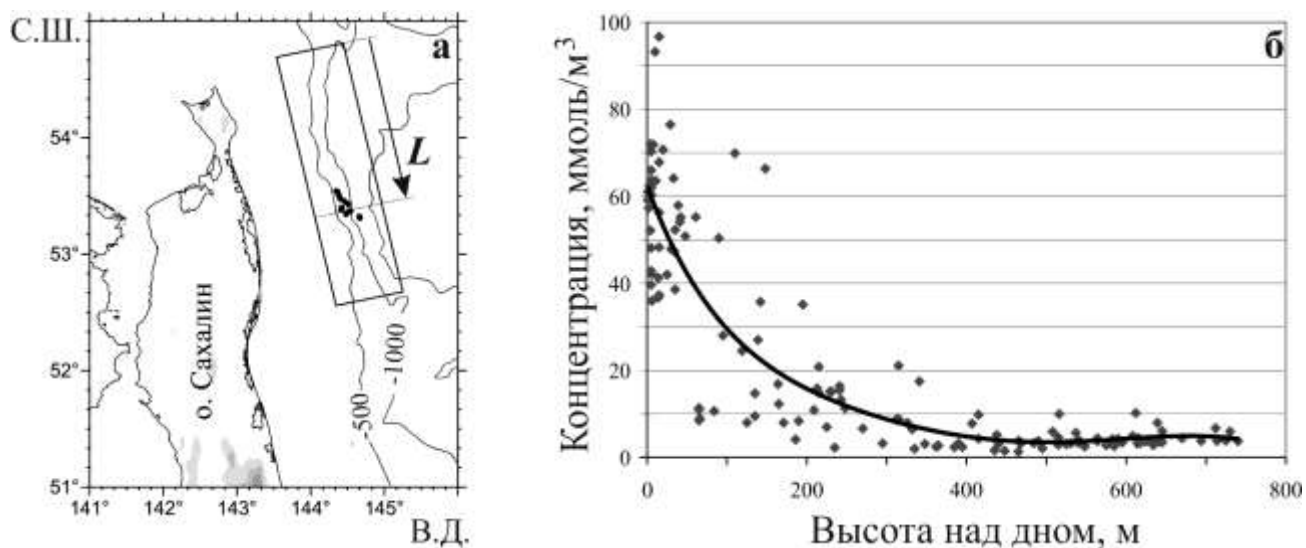 С.Ш.
а
54°
53°
52°
51°
L
о. Сахалин
-500-
-1000-
141° 142° 143° 144° 145°
В.Д.
б
Концентрация, ммоль/м³
100
80
60
40
20
0
0 200 400 600 800
Высота над дном, м